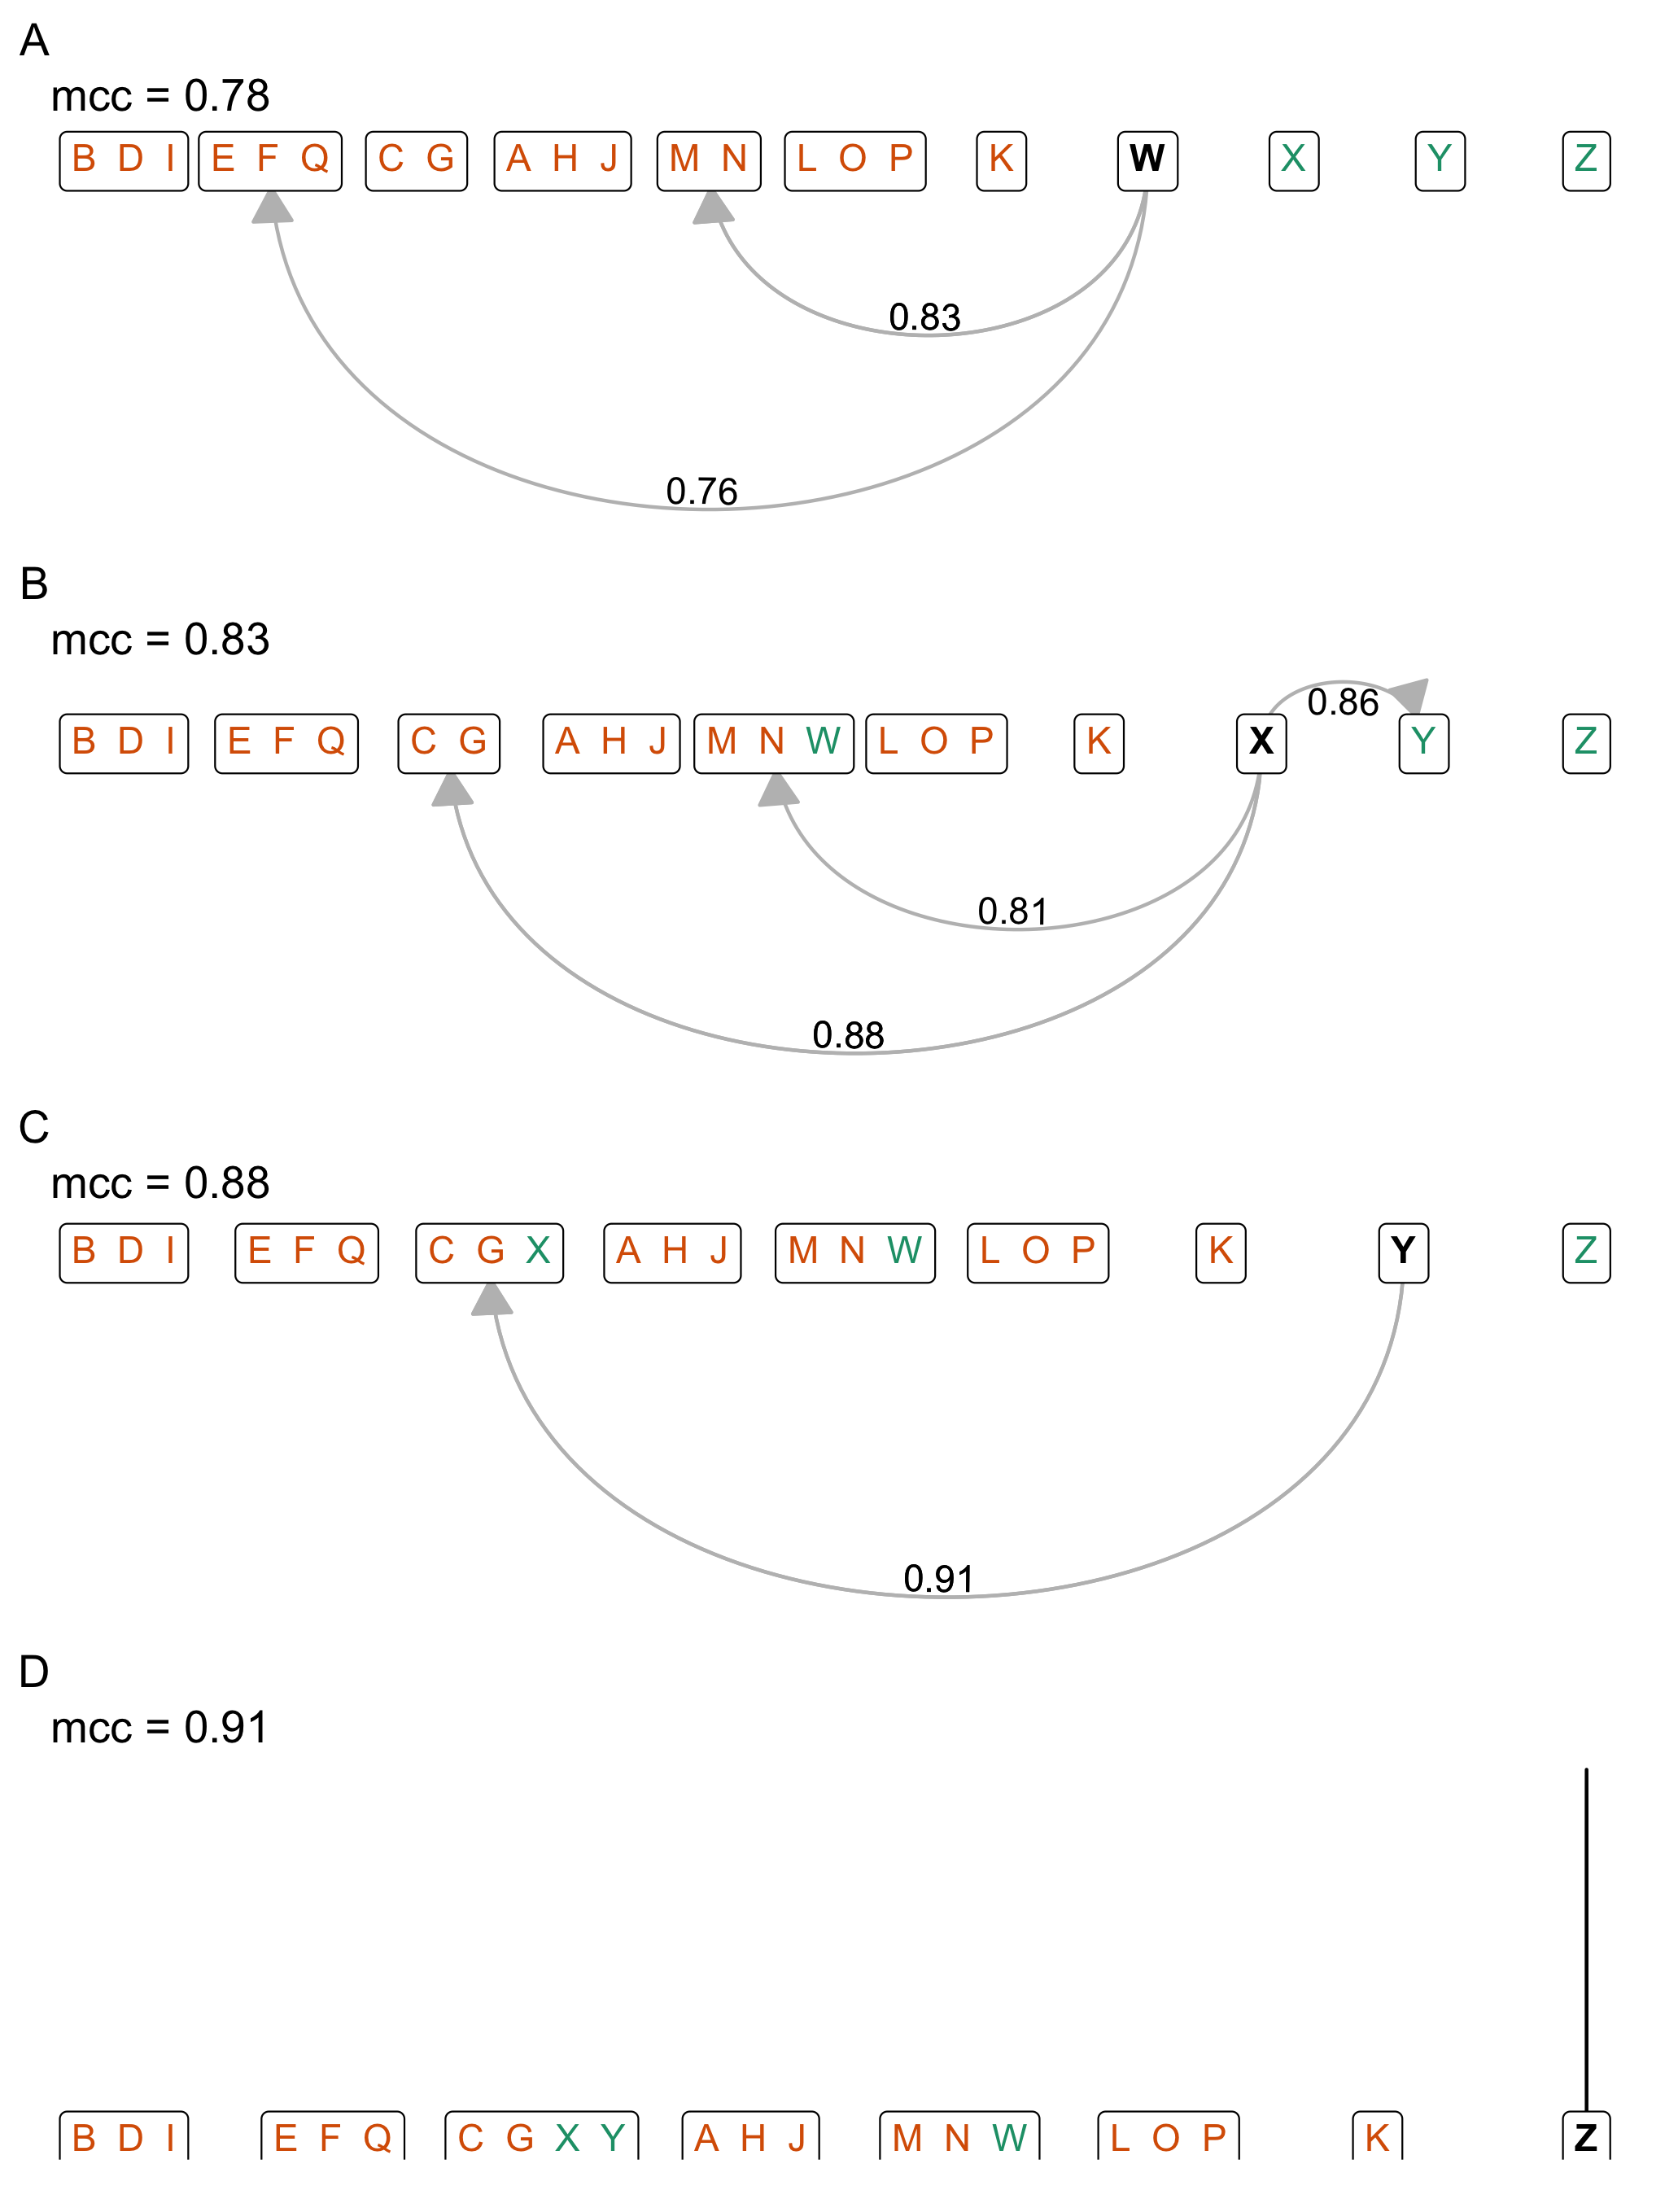 A
mcc = 0.78
B D I E F Q C G A H J M N L O P K W X Y Z
0.83
0.76
B
mcc = 0.83
0.86
B D I E F Q C G A H J M N W L O P K X Y Z
0.81
0.88
C
mcc = 0.88
B D I E F Q C G X A H J M N W L O P K Y Z
0.91
D
mcc = 0.91
B D I E F Q C G X Y A H J M N W L O P K Z